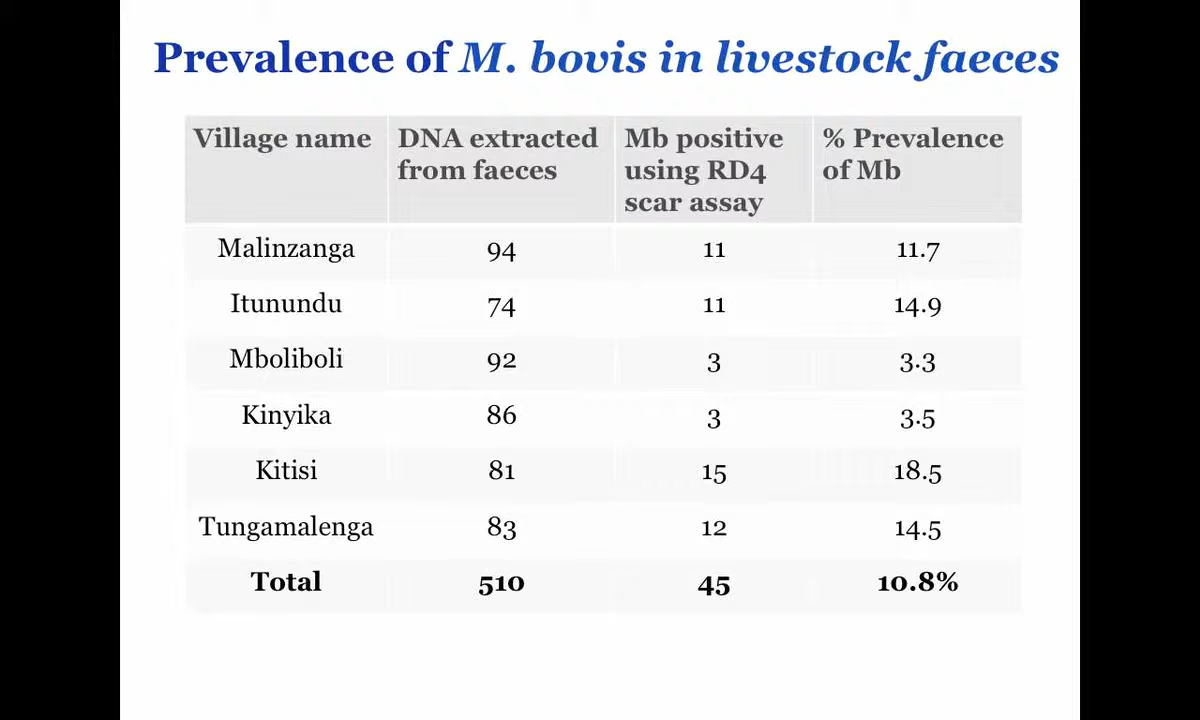 Prevalence of M. bovis in livestock faeces
Village name DNA extracted from faeces Mb positive using RD4 scar assay % Prevalence of Mb
Malinzanga 94 11 11.7
Itunundu 74 11 14.9
Mboliboli 92 3 3.3
Kinyika 86 3 3.5
Kitisi 81 15 18.5
Tungamalenga 83 12 14.5
Total 510 45 10.8%